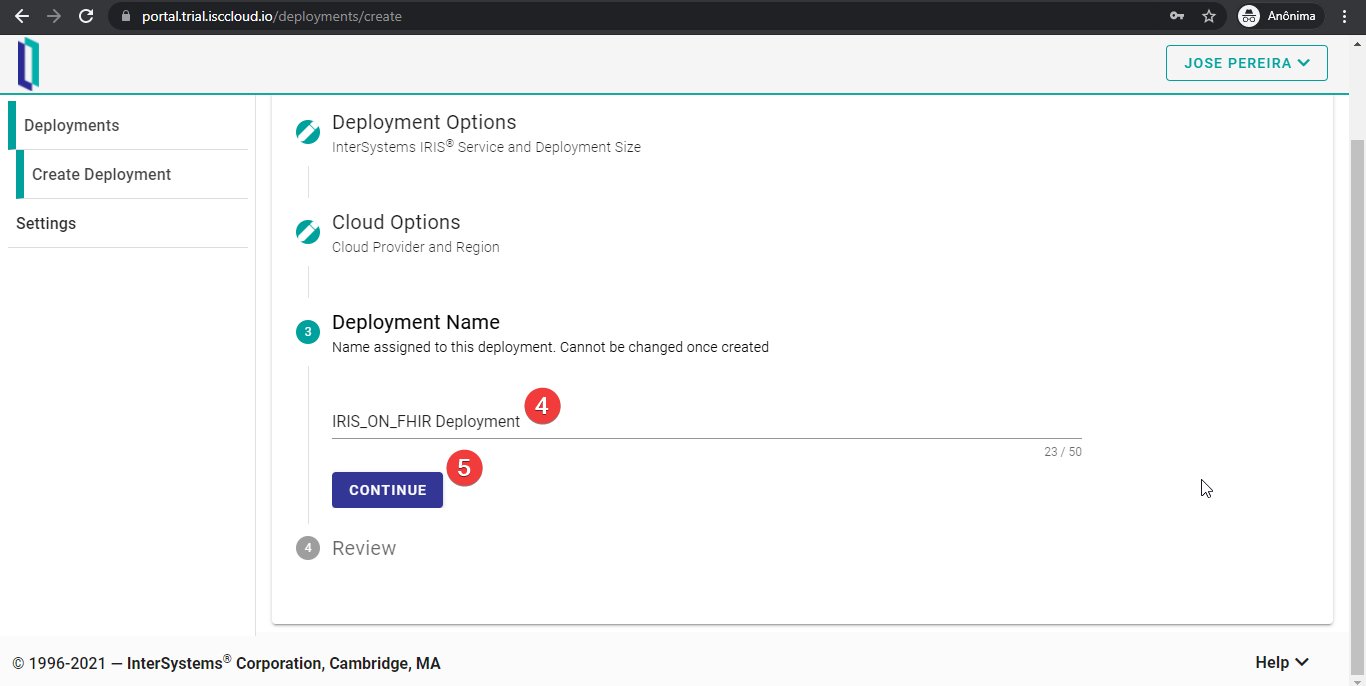 portal.trial.isccloud.io/deployments/create
Anônima
JOSE PEREIRA
Deployments
Create Deployment
Settings
Deployment Options
InterSystems IRIS® Service and Deployment Size
Cloud Options
Cloud Provider and Region
3
Deployment Name
Name assigned to this deployment. Cannot be changed once created
IRIS_ON_FHIR Deployment
4
23 / 50
CONTINUE
5
4
Review
© 1996-2021 — InterSystems® Corporation, Cambridge, MA
Help